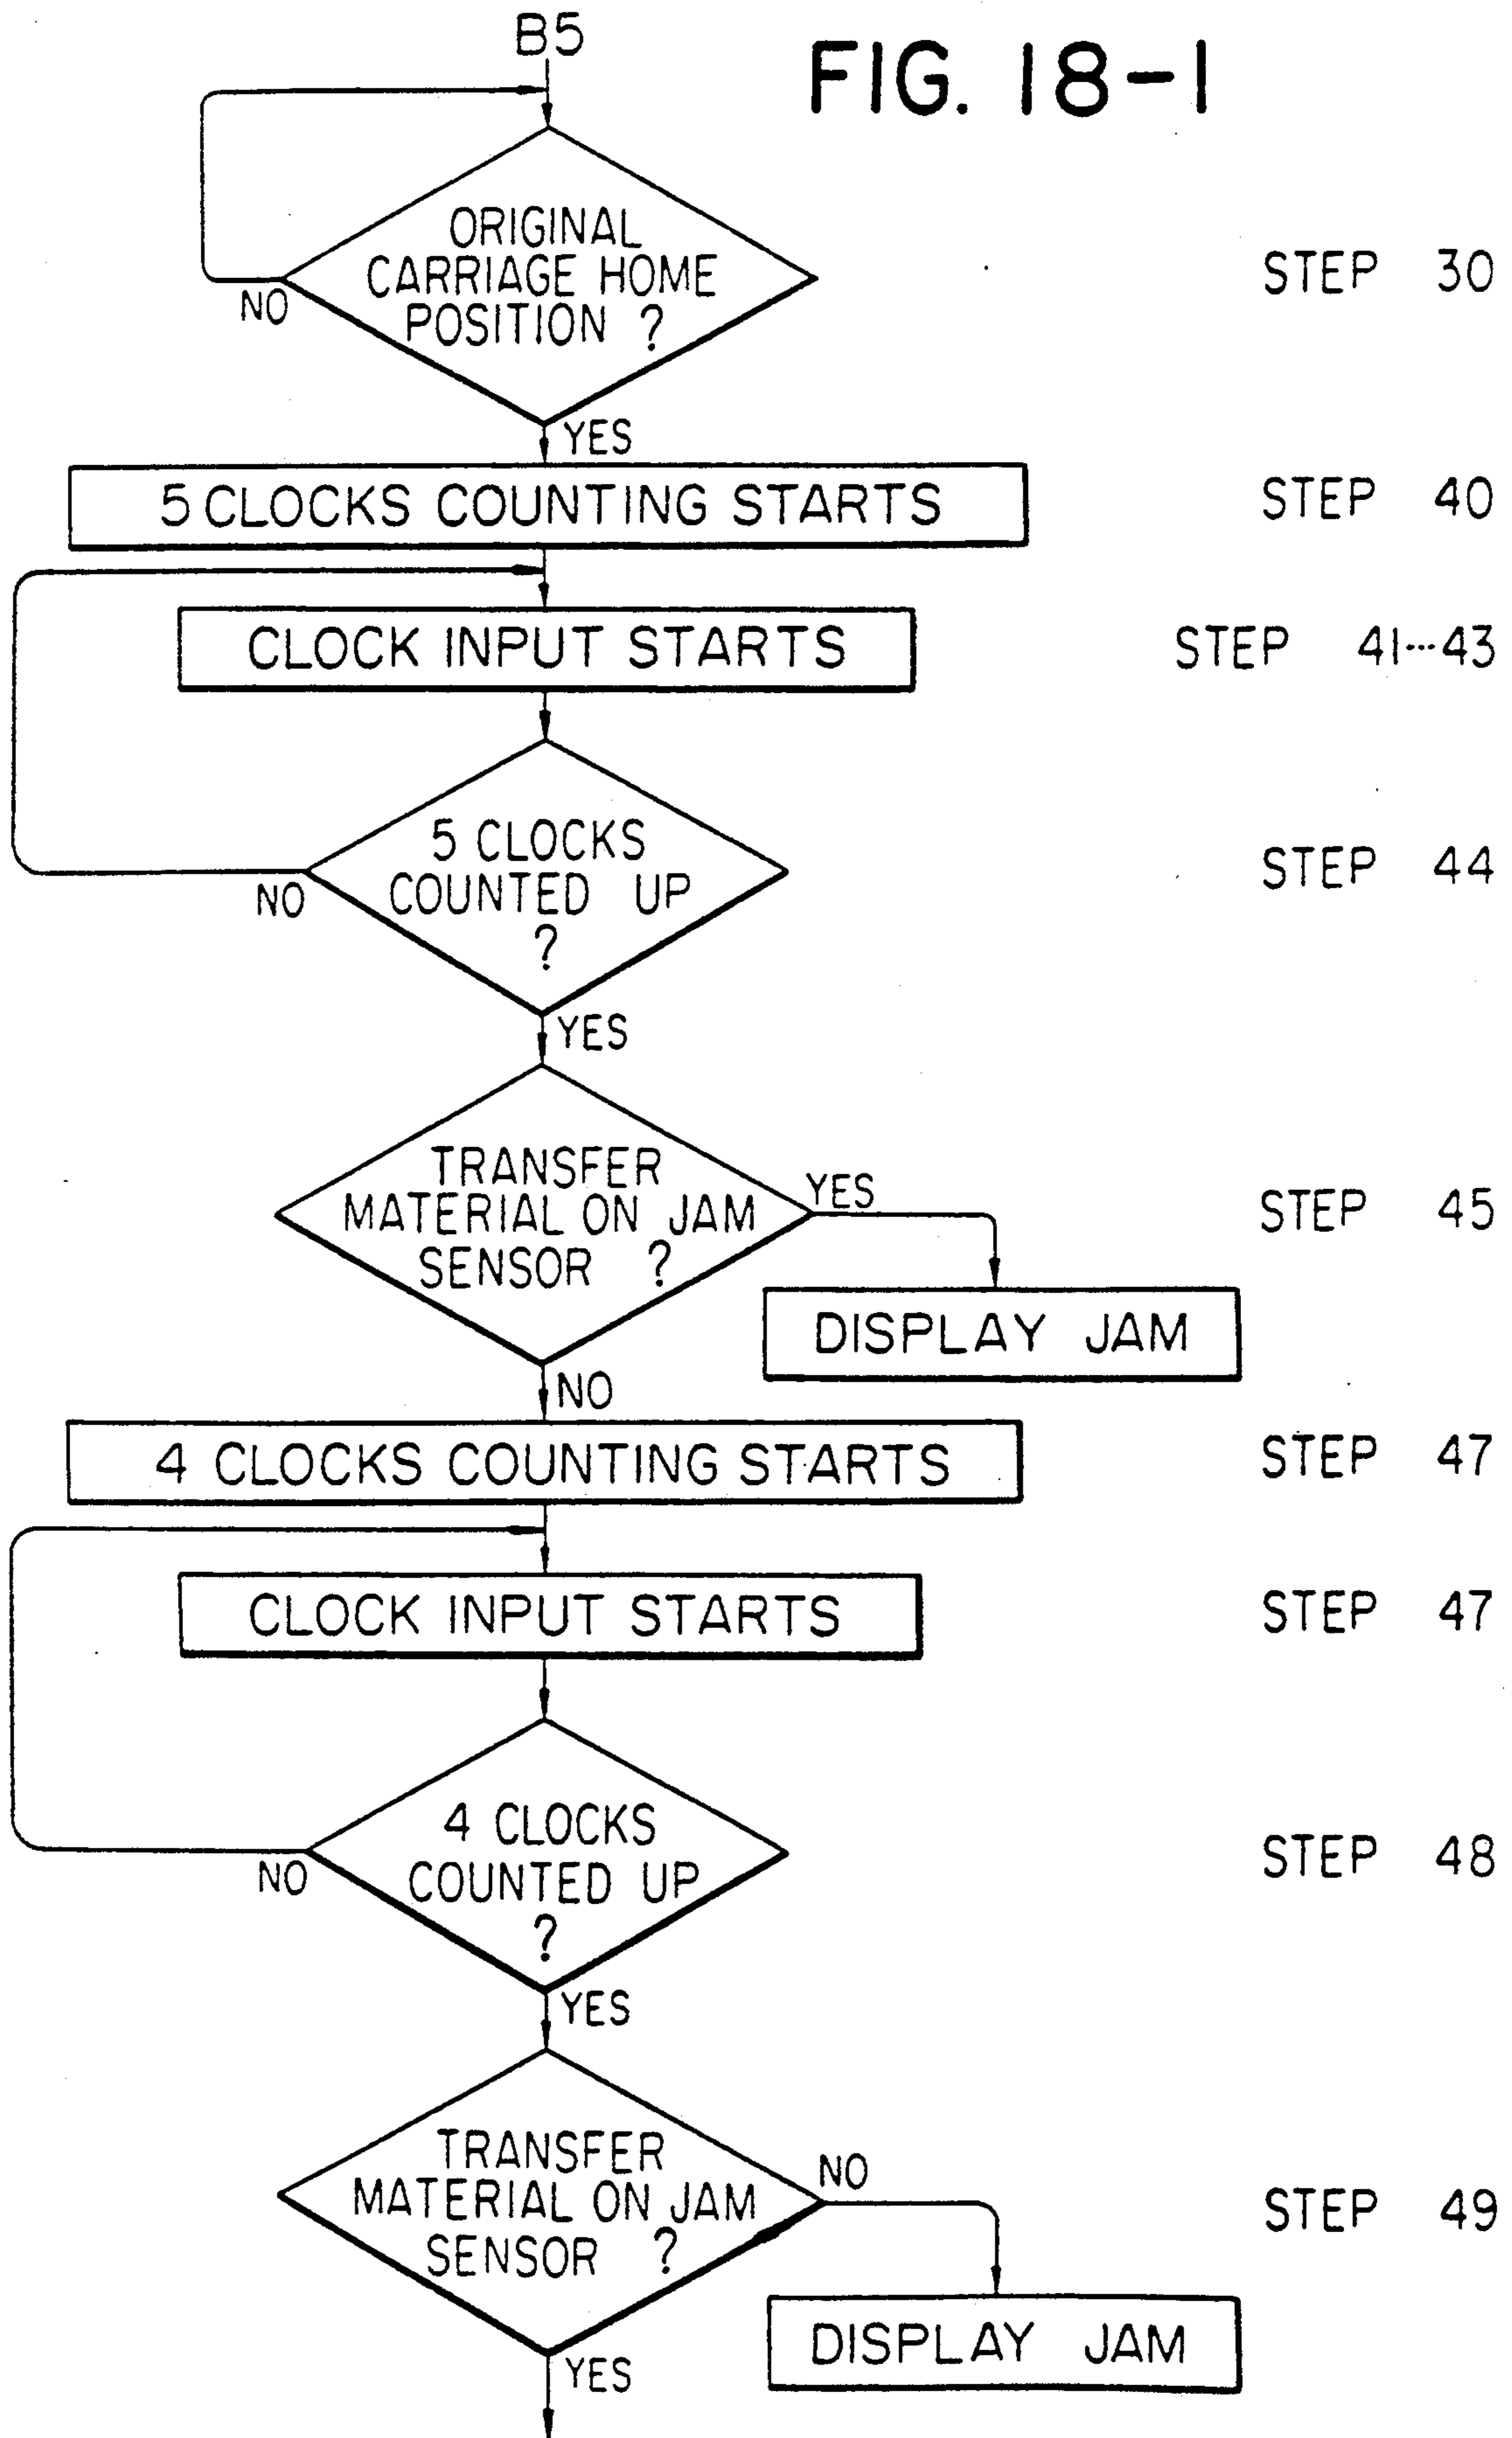 B5
FIG. 18-1
ORIGINAL
CARRIAGE HOME
POSITION ?
NO
STEP 30
YES
5 CLOCKS COUNTING STARTS
STEP 40
CLOCK INPUT STARTS
STEP 41···43
5 CLOCKS
COUNTED UP
?
NO
STEP 44
YES
TRANSFER
MATERIAL ON JAM
SENSOR ?
YES
STEP 45
DISPLAY JAM
NO
4 CLOCKS COUNTING STARTS
STEP 47
CLOCK INPUT STARTS
STEP 47
4 CLOCKS
COUNTED UP
?
NO
STEP 48
YES
TRANSFER
MATERIAL ON JAM
SENSOR ?
NO
STEP 49
DISPLAY JAM
YES